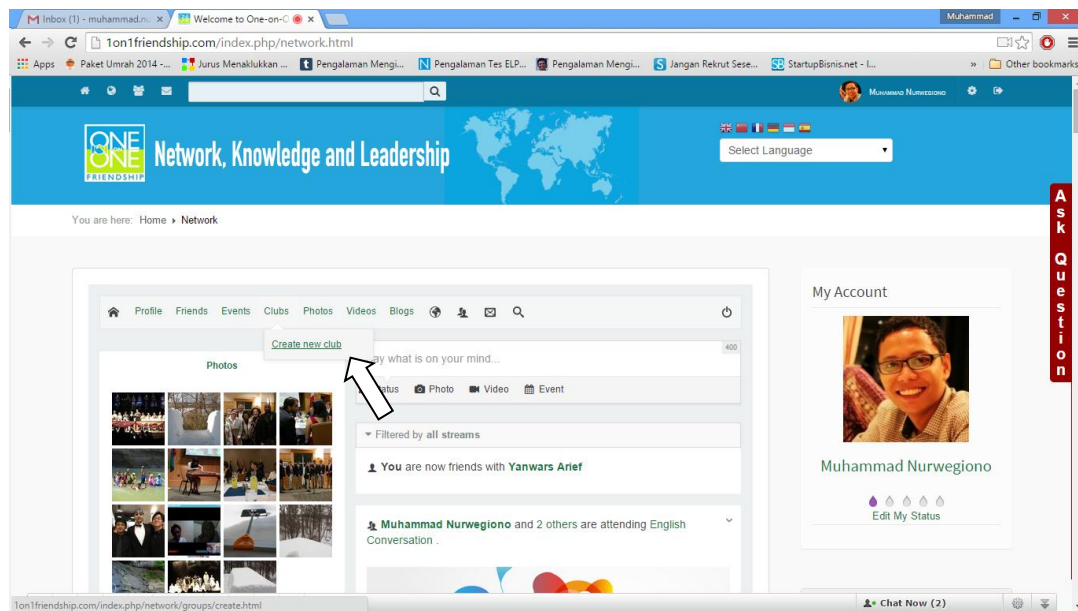 Inbox (1) - muhammad.nu
Welcome to One-on-O
Muhammad
1on1friendship.com/index.php/network.html
Apps
Paket Umrah 2014 -...
Jurus Menaklukkan ...
Pengalaman Mengi...
Pengalaman Tes ELP...
Pengalaman Mengi...
Jangan Rekrut Sese...
StartupBisnis.net - I...
»
Other bookmarks
Muhammad Nurwegiono
ONE
on
ONE
FRIENDSHIP
Network, Knowledge and Leadership
Select Language
Ask Question
You are here: Home Network
Profile Friends Events Clubs Photos Videos Blogs
Create new club
Photos
ay what is on your mind...
400
atus Photo Video Event
Filtered by all streams
You are now friends with Yanwars Arief
Muhammad Nurwegiono and 2 others are attending English
Conversation .
My Account
Muhammad Nurwegiono
Edit My Status
1on1friendship.com/index.php/network/groups/create.html
Chat Now (2)